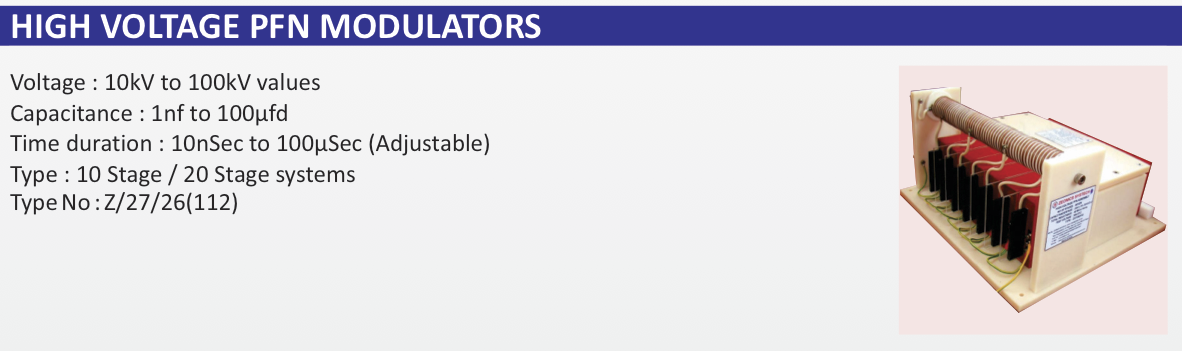 HIGH VOLTAGE PFN MODULATORS
Voltage : 10kV to 100kV values
Capacitance : 1nf to 100µfd
Time duration : 10nSec to 100µSec (Adjustable)
Type : 10 Stage / 20 Stage systems
Type No : Z/27/26(112)